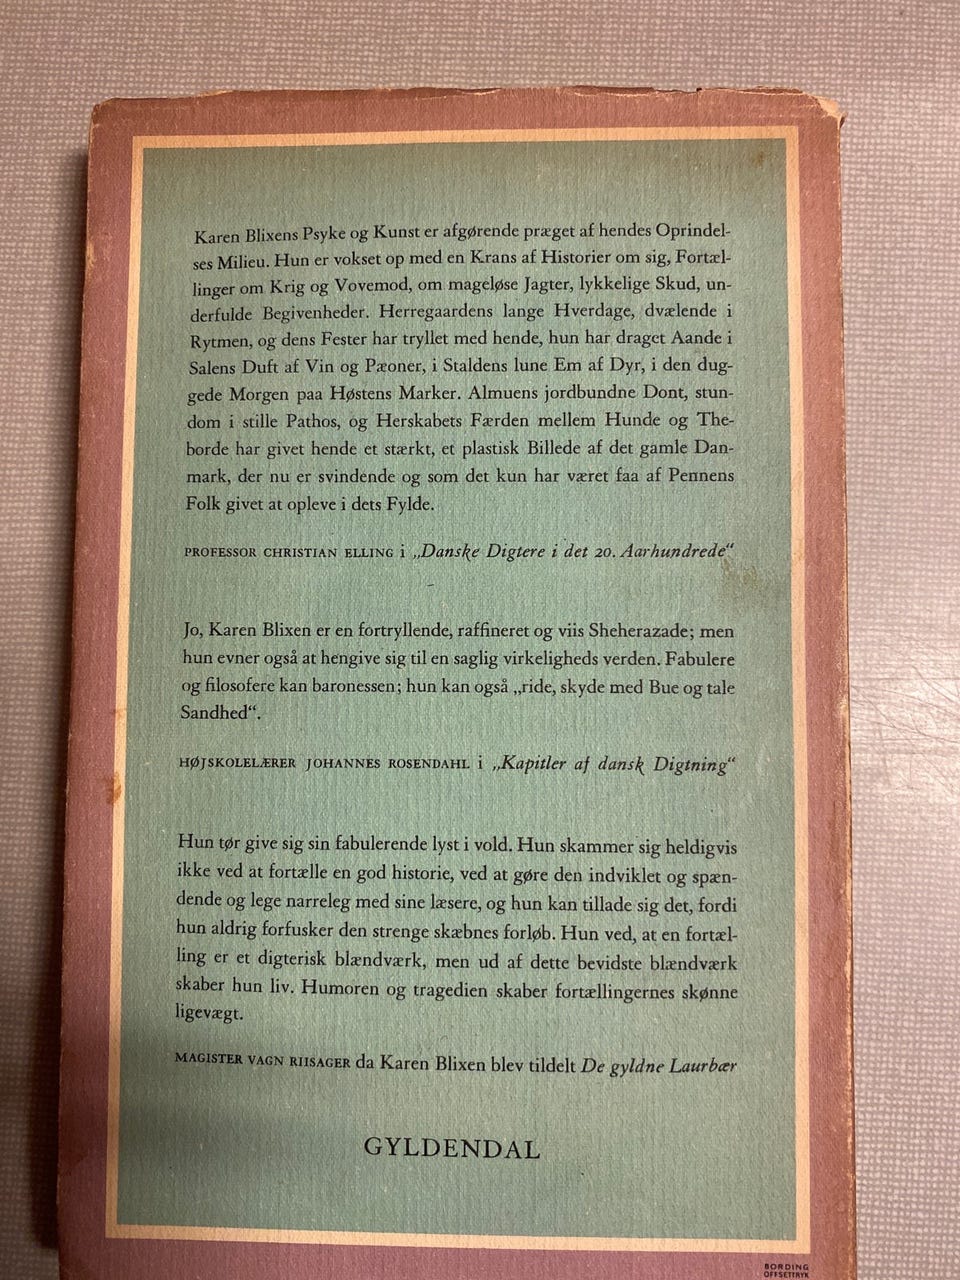 Karen Blixens Psyke og Kunst er afgørende præget af hendes Oprindel-
ses Milieu. Hun er vokset op med en Krans af Historier om sig, Fortæl-
linger om Krig og Vovemod, om mageløse Jagter, lykkelige Skud, un-
derfulde Begivenheder. Herregaardens lange Hverdage, dvælende i
Rytmen, og dens Fester har tryllet med hende, hun har draget Aande i
Salens Duft af Vin og Pæoner, i Staldens lune Em af Dyr, i den dug-
gede Morgen paa Høstens Marker. Almuens jordbundne Dont, stun-
dom i stille Pathos, og Herskabets Færden mellem Hunde og The-
borde har givet hende et stærkt, et plastisk Billede af det gamle Dan-
mark, der nu er svindende og som det kun har været faa af Pennens
Folk givet at opleve i dets Fylde.
PROFESSOR CHRISTIAN ELLING i „Danske Digtere i det 20. Aarhundrede“
Jo, Karen Blixen er en fortryllende, raffineret og viis Sheherazade; men
hun evner også at hengive sig til en saglig virkeligheds verden. Fabulere
og filosofere kan baronessen; hun kan også „ride, skyde med Bue og tale
Sandhed“.
HØJSKOLELÆRER JOHANNES ROSENDAHL i „Kapitler af dansk Digtning“
Hun tør give sig sin fabulerende lyst i vold. Hun skammer sig heldigvis
ikke ved at fortælle en god historie, ved at gøre den indviklet og spæn-
dende og lege narreleg med sine læsere, og hun kan tillade sig det, fordi
hun aldrig forfusker den strenge skæbnes forløb. Hun ved, at en fortæl-
ling er et digterisk blændværk, men ud af dette bevidste blændværk
skaber hun liv. Humoren og tragedien skaber fortællingernes skønne
ligevægt.
MAGISTER VAGN RIISAGER da Karen Blixen blev tildelt De gyldne Laurbær
GYLDENDAL
BORDING
OFFSETTRYK